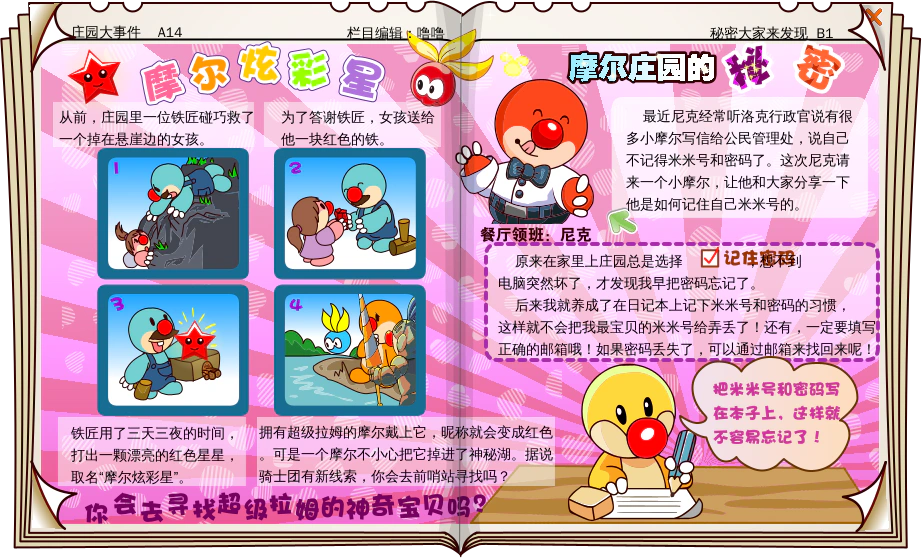 庄园大事件 A14
栏目编辑：噜噜
摩尔炫彩星
从前，庄园里一位铁匠碰巧救了
一个掉在悬崖边的女孩。
为了答谢铁匠，女孩送给
他一块红色的铁。
1
2
3
4
铁匠用了三天三夜的时间，
打出一颗漂亮的红色星星，
取名“摩尔炫彩星”。
拥有超级拉姆的摩尔戴上它，昵称就会变成红色
。可是一个摩尔不小心把它掉进了神秘湖。据说
骑士团有新线索，你会去前哨站寻找吗？
你会去寻找超级拉姆的神奇宝贝吗？
秘密大家来发现 B1
摩尔庄园的秘密
最近尼克经常听洛克行政官说有很
多小摩尔写信给公民管理处，说自己
不记得米米号和密码了。这次尼克请
来一个小摩尔，让他和大家分享一下
他是如何记住自己米米号的。
餐厅领班：尼克
原来在家里上庄园总是选择 记住密码 想不到
电脑突然坏了，才发现我早把密码忘记了。
后来我就养成了在日记本上记下米米号和密码的习惯，
这样就不会把我最宝贝的米米号给弄丢了！还有，一定要填写
正确的邮箱哦！如果密码丢失了，可以通过邮箱来找回来呢！
把米米号和密码写
在本子上，这样就
不容易忘记了！